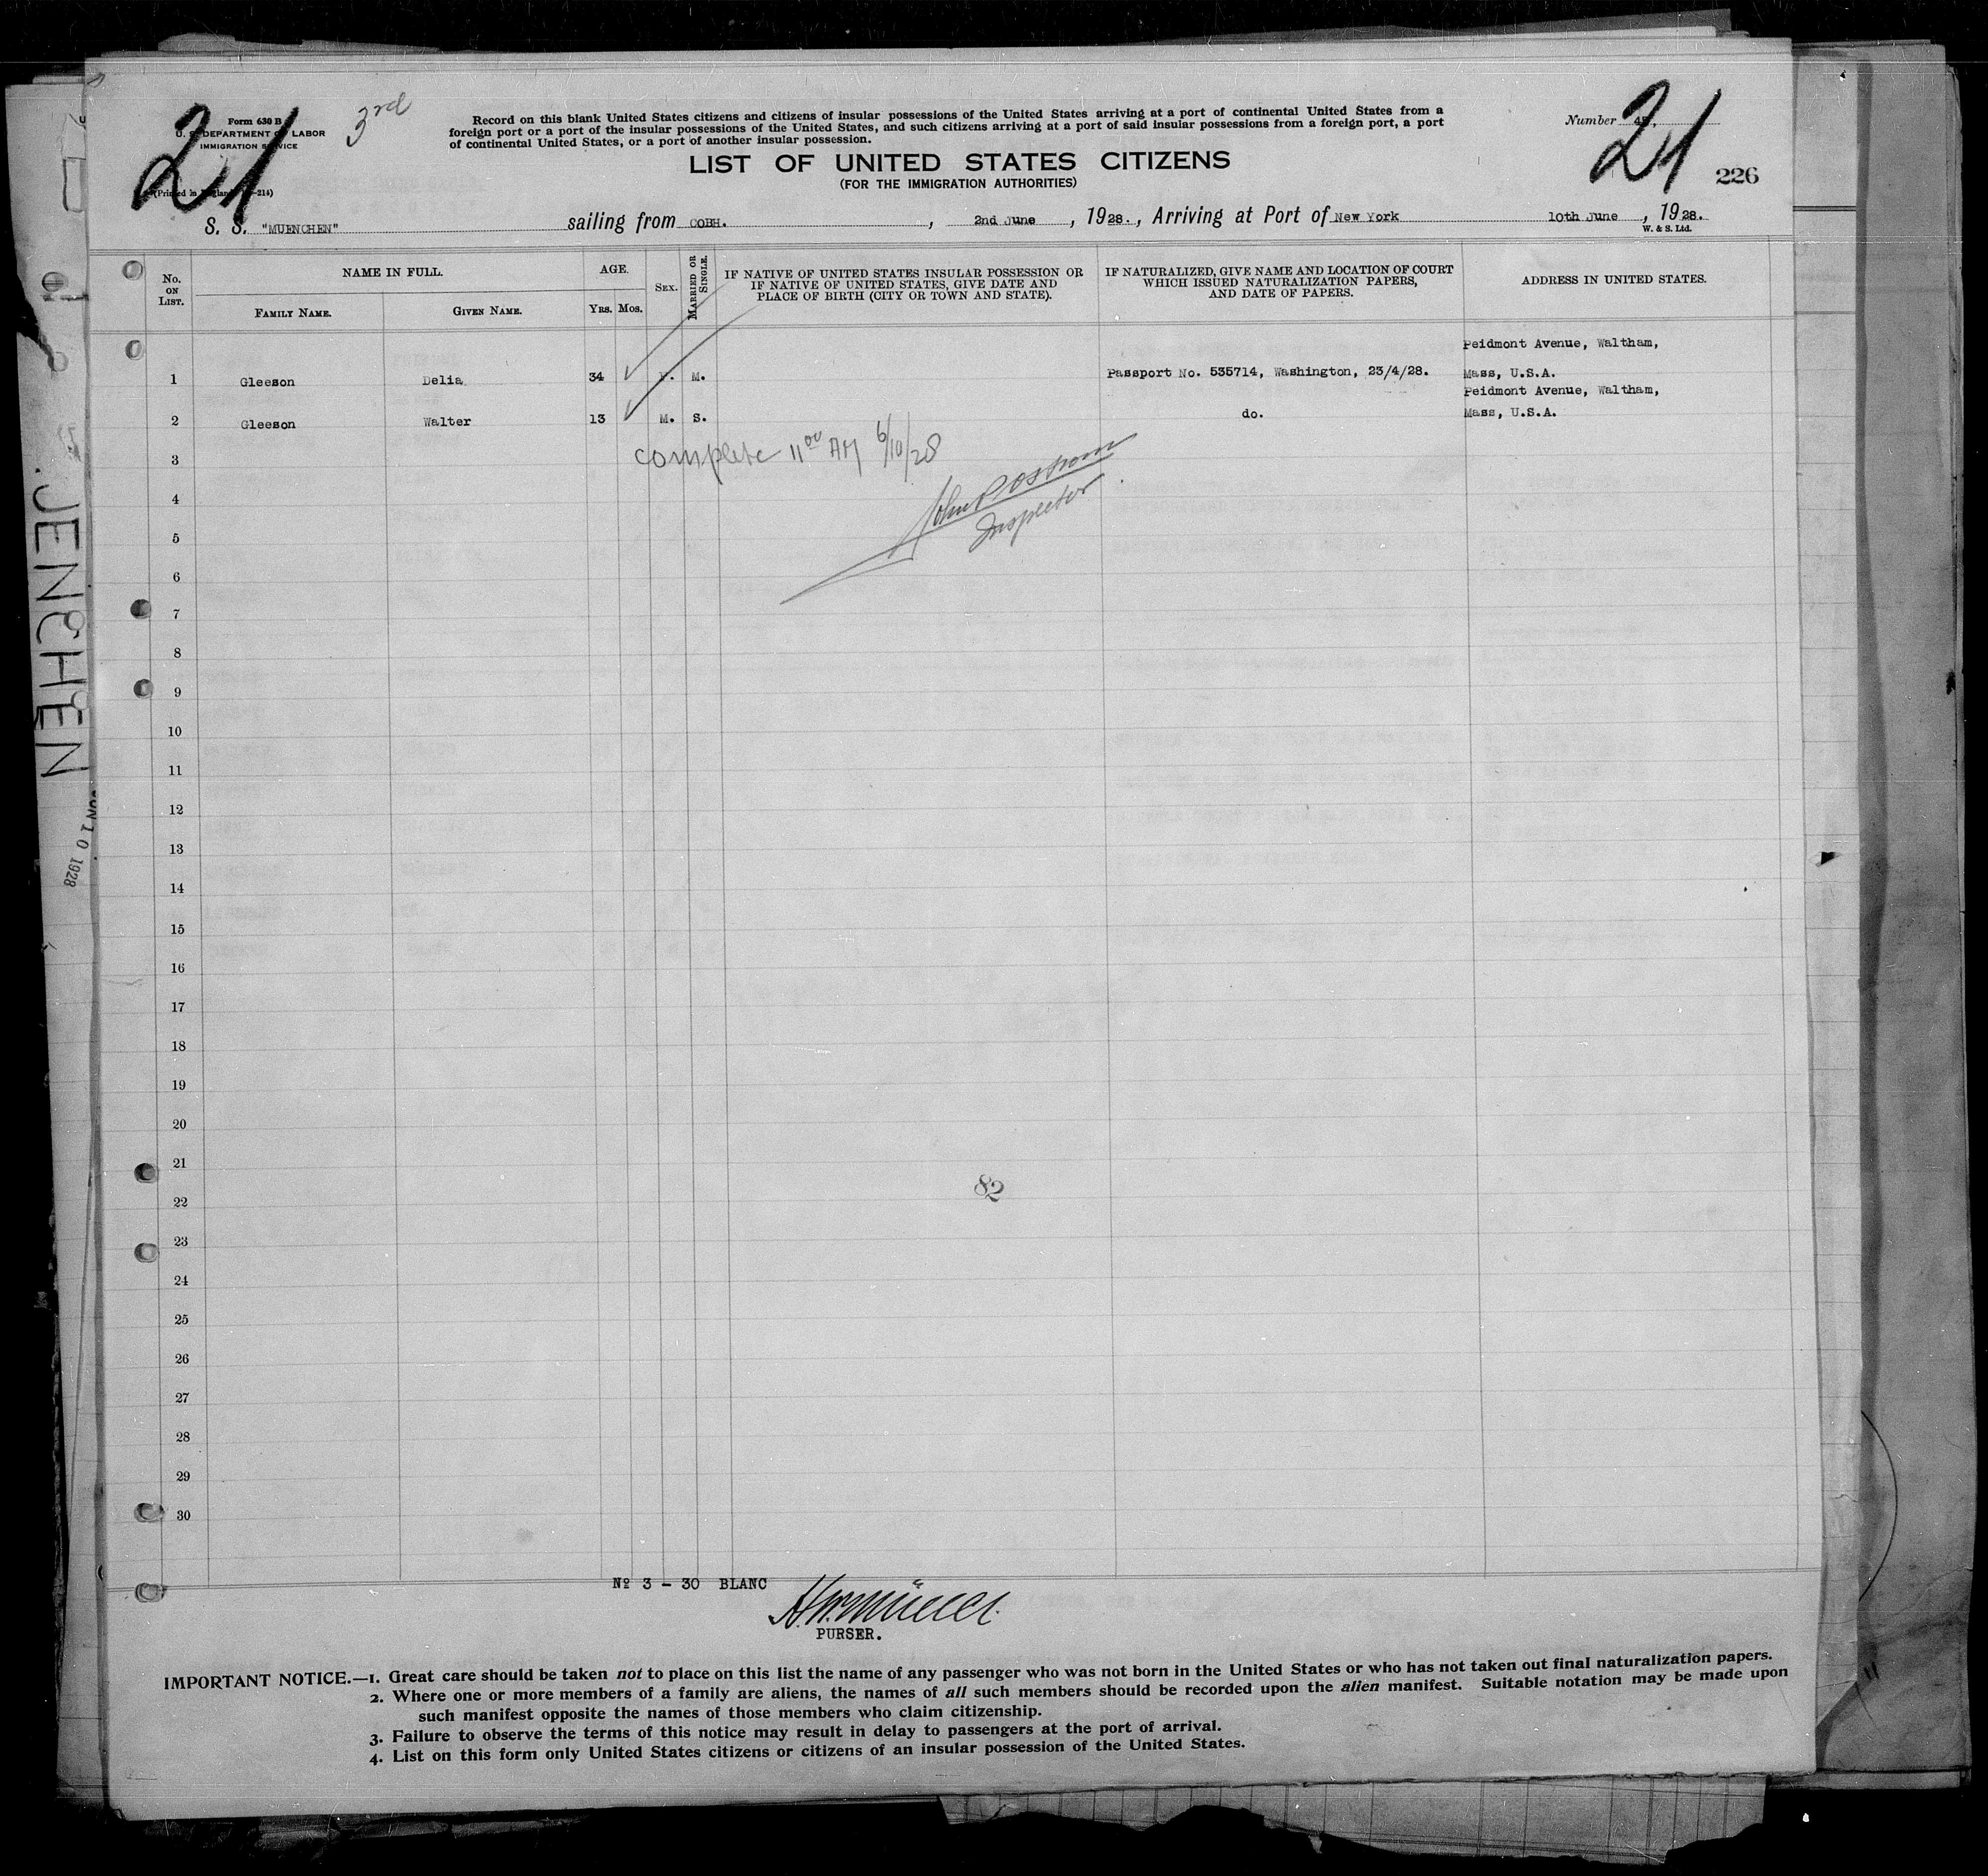 21
Form 630 B
U. S. DEPARTMENT OF LABOR
IMMIGRATION SERVICE
3rd
Record on this blank United States citizens and citizens of insular possessions of the United States arriving at a port of continental United States from a
foreign port or a port of the insular possessions of the United States, and such citizens arriving at a port of said insular possessions from a foreign port, a port
of continental United States, or a port of another insular possession.
Number 45.
21
226
LIST OF UNITED STATES CITIZENS
(FOR THE IMMIGRATION AUTHORITIES)
(Printed in England -214)
S. S. "MUENCHEN" sailing from COBH. , 2nd June , 1928. , Arriving at Port of New York 10th June , 1928.
W. & S. Ltd.
No. ON LIST.
NAME IN FULL.
FAMILY NAME.
GIVEN NAME.
AGE.
YRS. MOS.
SEX.
MARRIED OR SINGLE.
IF NATIVE OF UNITED STATES INSULAR POSSESSION OR
IF NATIVE OF UNITED STATES, GIVE DATE AND
PLACE OF BIRTH (CITY OR TOWN AND STATE).
IF NATURALIZED, GIVE NAME AND LOCATION OF COURT
WHICH ISSUED NATURALIZATION PAPERS,
AND DATE OF PAPERS.
ADDRESS IN UNITED STATES.
Peidmont Avenue, Waltham,
1 Gleeson Delia 34 F. M. Passport No. 535714, Washington, 23/4/28. Mass, U.S.A.
Peidmont Avenue, Waltham,
2 Gleeson Walter 13 M. S. do. Mass, U.S.A.
complete 11 00 AM 6/10/28
3
John P Ostrom
4
Inspector
5
6
7
8
9
10
11
12
13
14
15
16
17
18
19
20
21
82
22
23
24
25
26
27
28
29
30
Nº 3 - 30 BLANC
PURSER.
IMPORTANT NOTICE.—1. Great care should be taken not to place on this list the name of any passenger who was not born in the United States or who has not taken out final naturalization papers.
2. Where one or more members of a family are aliens, the names of all such members should be recorded upon the alien manifest. Suitable notation may be made upon
such manifest opposite the names of those members who claim citizenship.
3. Failure to observe the terms of this notice may result in delay to passengers at the port of arrival.
4. List on this form only United States citizens or citizens of an insular possession of the United States.
JENCHEN
JUN 10 1928